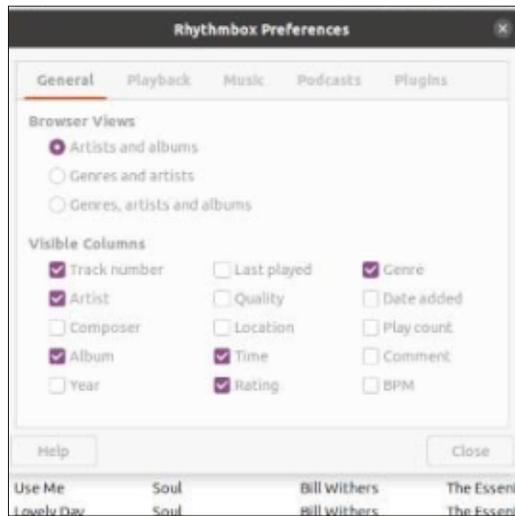 Rhythmbox Preferences
General Playback Music Podcasts Plugins
Browser Views
Artists and albums
Genres and artists
Genres, artists and albums
Visible Columns
Track number Last played Genre
Artist Quality Date added
Composer Location Play count
Album Time Comment
Year Rating BPM
Help Close
Use Me Soul Bill Withers The Essen
Lovely Day Soul Bill Withers The Essen